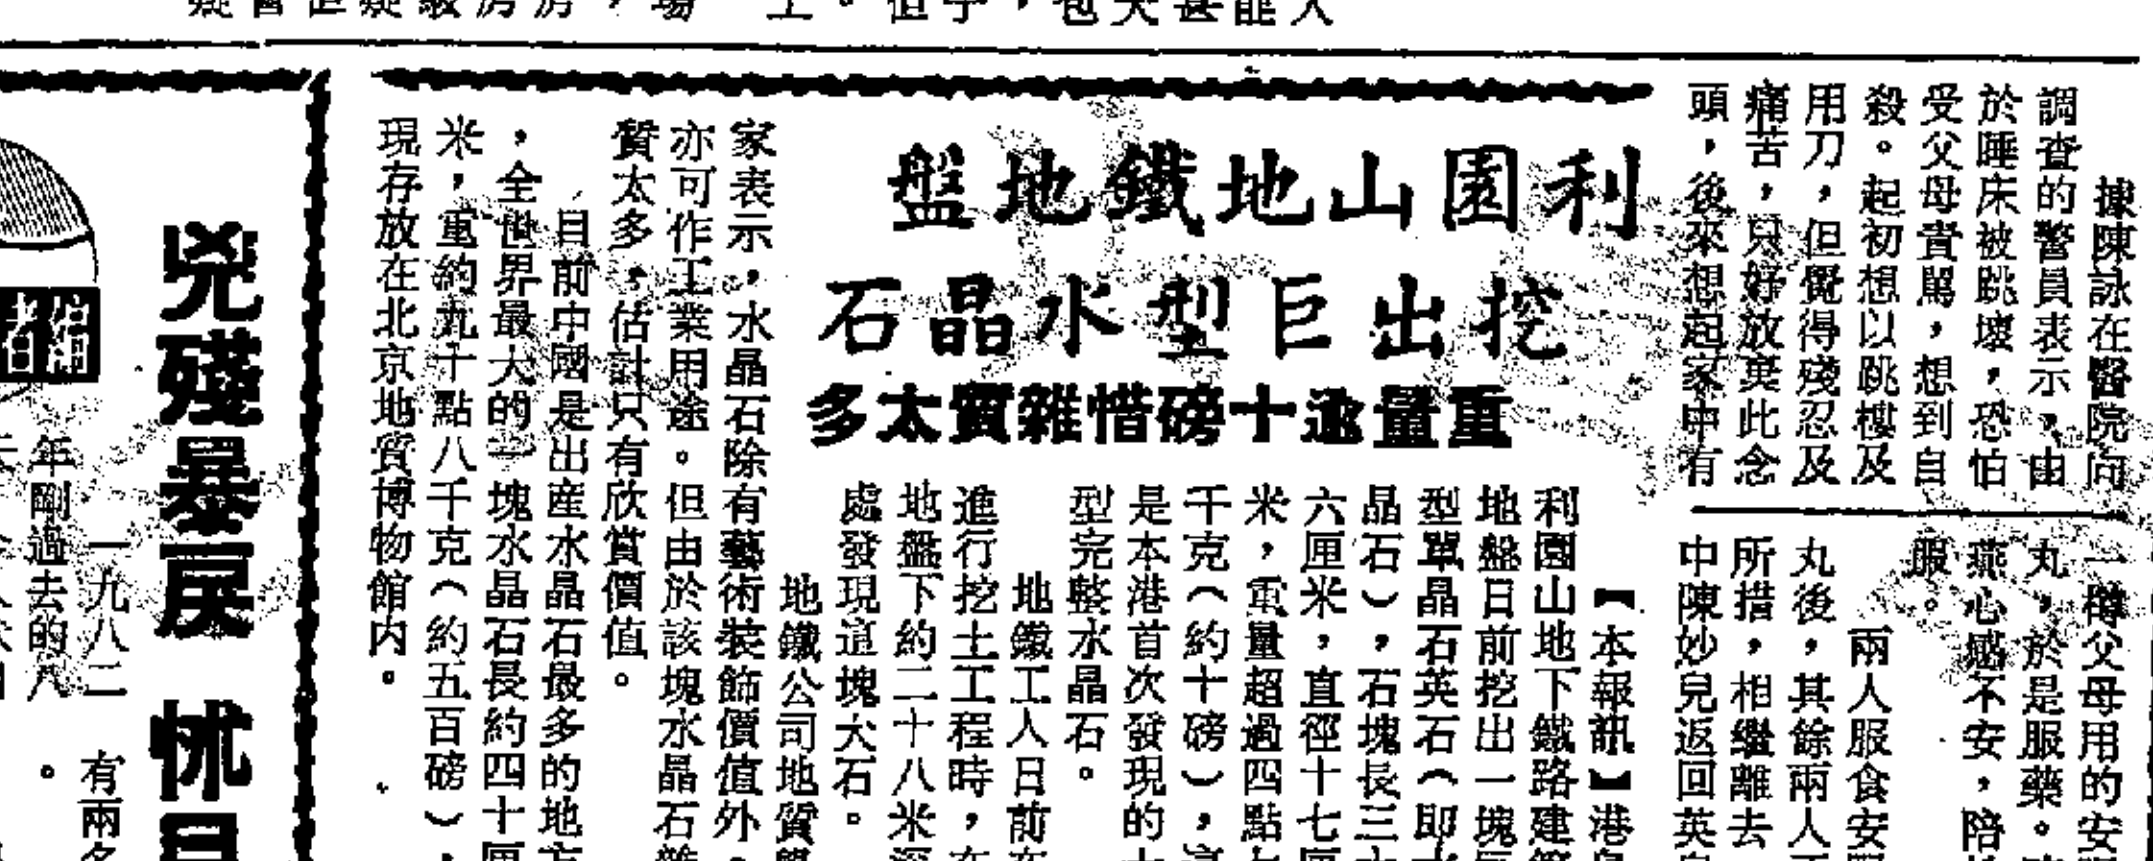 利園山地鐵地盤
挖出巨型水晶石
重量逾十磅惜雜質太多
【本報訊】港
利園山地下鐵路建
地盤日前挖出一塊
型單晶石英石（即水
晶石），石塊長三
六厘米，直徑十七厘
米，重量超過四點
千克（約十磅），
是本港首次發現的
型完整水晶石。
地鐵工人日前在
進行挖土工程時，在
地盤下約二十八米深
處發現這塊大石。
地鐵公司地質
家表示，水晶石除有藝術裝飾價值外，
亦可作工業用途。但由於該塊水晶石雜
質太多，估計只有欣賞價值。
目前中國是出產水晶石最多的地方
，全世界最大的一塊水晶石長約四十厘
米，重約九十點八千克（約五百磅），
現存放在北京地質博物館內。
據陳詠在醫院向
調查的警員表示，由
於睡床被跳壞，恐怕
受父母責罵，想到自
殺。起初想以跳樓及
用刀，但覺得殘忍及
痛苦，只好放棄此念
頭，後來想起家中有
一罇父母用的安
丸，於是服藥。
燕心感不安，陪
服。
兩人服食安
丸後，其餘兩人
所措，相繼離去
中陳妙兒返回英
兇殘暴戾
一九八二
年剛過去的八
有兩名
。